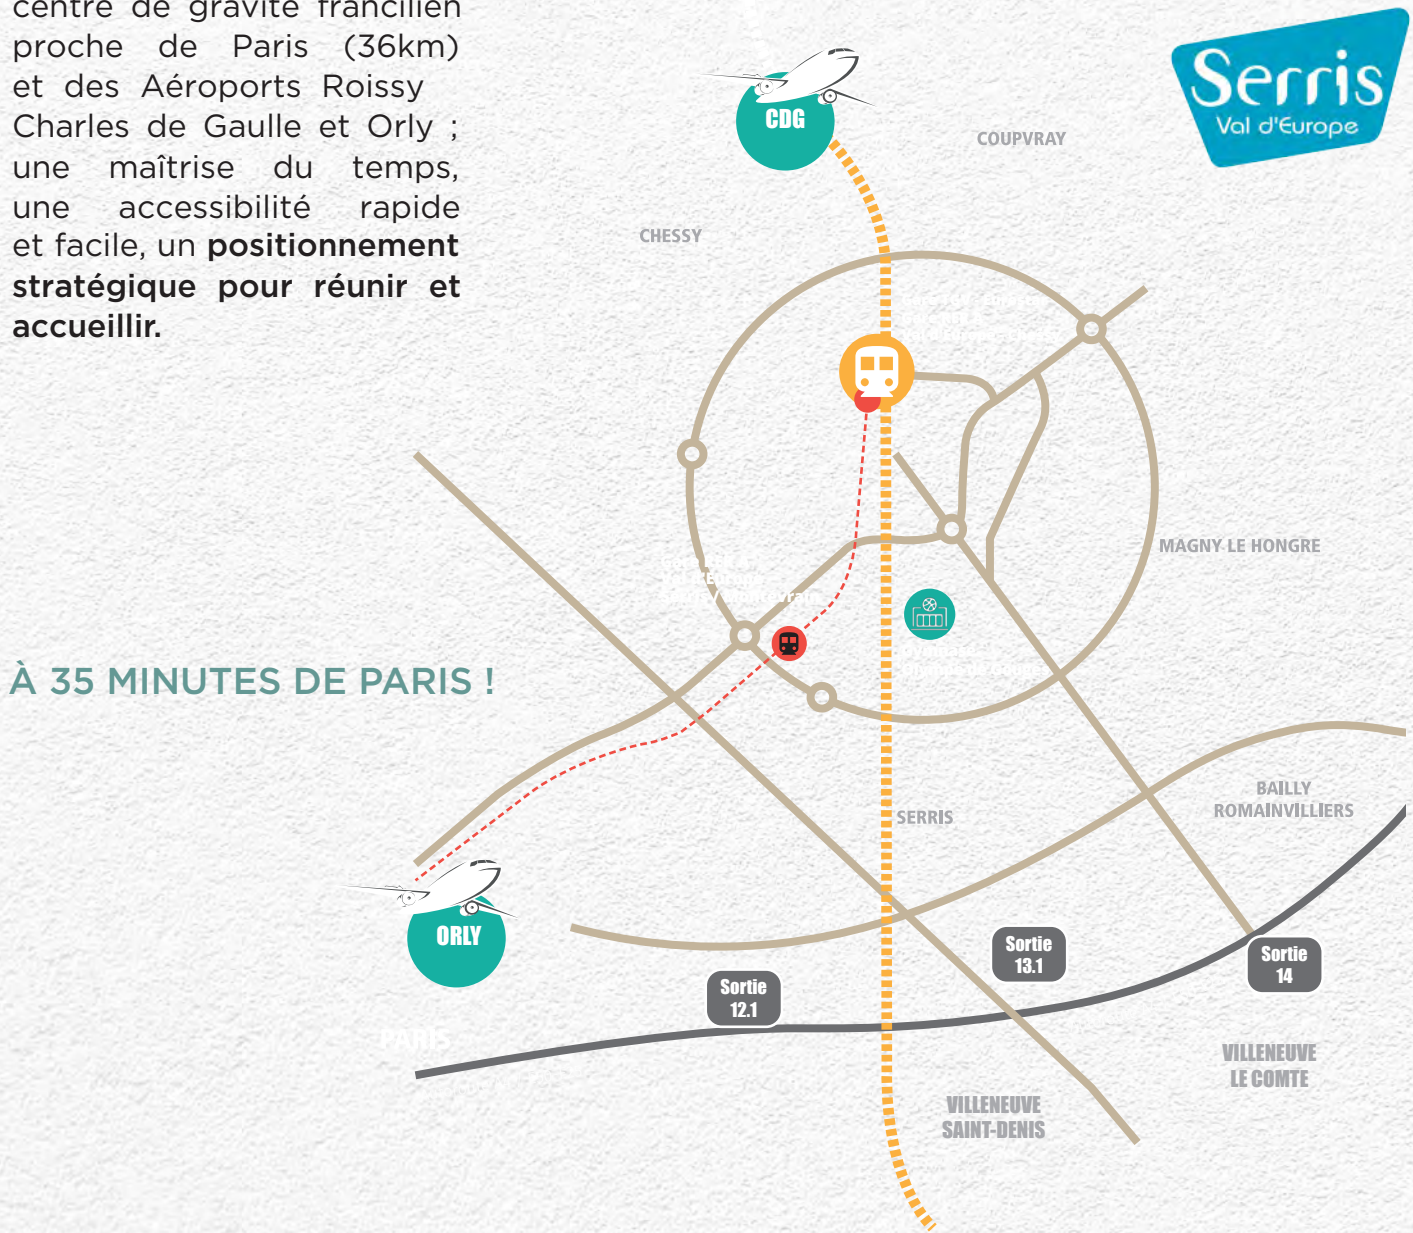 centre de gravité francilien
proche de Paris (36km)
et des Aéroports Roissy
Charles de Gaulle et Orly ;
une maîtrise du temps,
une accessibilité rapide
et facile, un positionnement
stratégique pour réunir et
accueillir.
À 35 MINUTES DE PARIS !
Serris
Val d'Europe
CDG
COUPVRAY
CHESSY
MAGNY LE HONGRE
SERRIS
BAILLY
ROMAINVILLIERS
ORLY
PARIS
Sortie
12.1
Sortie
13.1
Sortie
14
VILLENEUVE
LE COMTE
VILLENEUVE
SAINT-DENIS